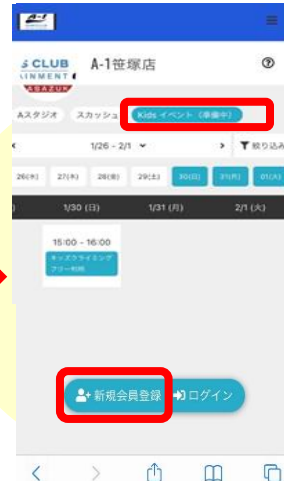 A-1
S CLUB
INMENT
SASAZUKA
A-1笹塚店
Aスタジオ スカッシュ Kids イベント（準備中）
1/26 - 2/1 絞り込み
26(水) 27(木) 28(金) 29(土) 30(日) 31(月) 01(火)
1/30 (日) 1/31 (月) 2/1 (火)
15:00 - 16:00
キッズクライミング
フリー利用
新規会員登録 ログイン